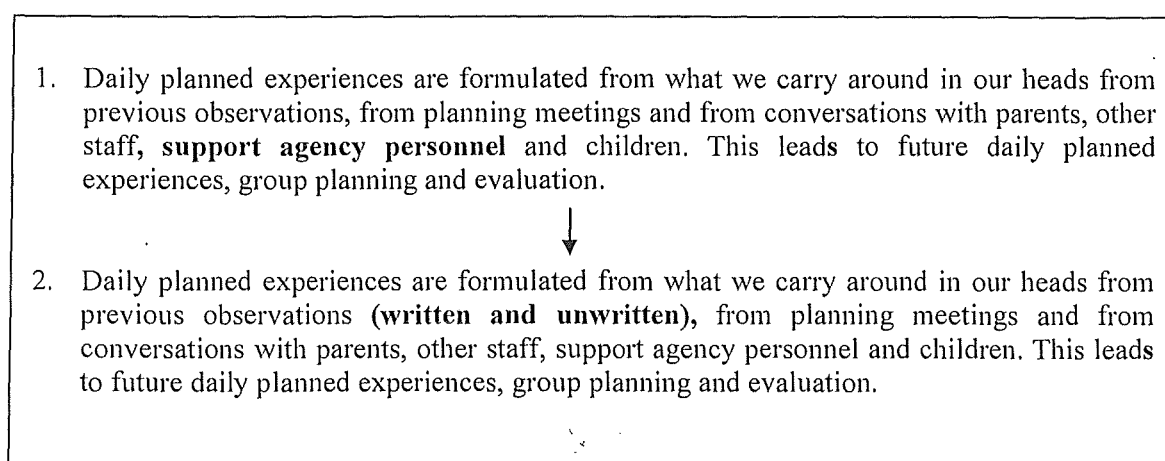 1. Daily planned experiences are formulated from what we carry around in our heads from
previous observations, from planning meetings and from conversations with parents, other
staff, support agency personnel and children. This leads to future daily planned
experiences, group planning and evaluation.
2. Daily planned experiences are formulated from what we carry around in our heads from
previous observations (written and unwritten), from planning meetings and from
conversations with parents, other staff, support agency personnel and children. This leads
to future daily planned experiences, group planning and evaluation.